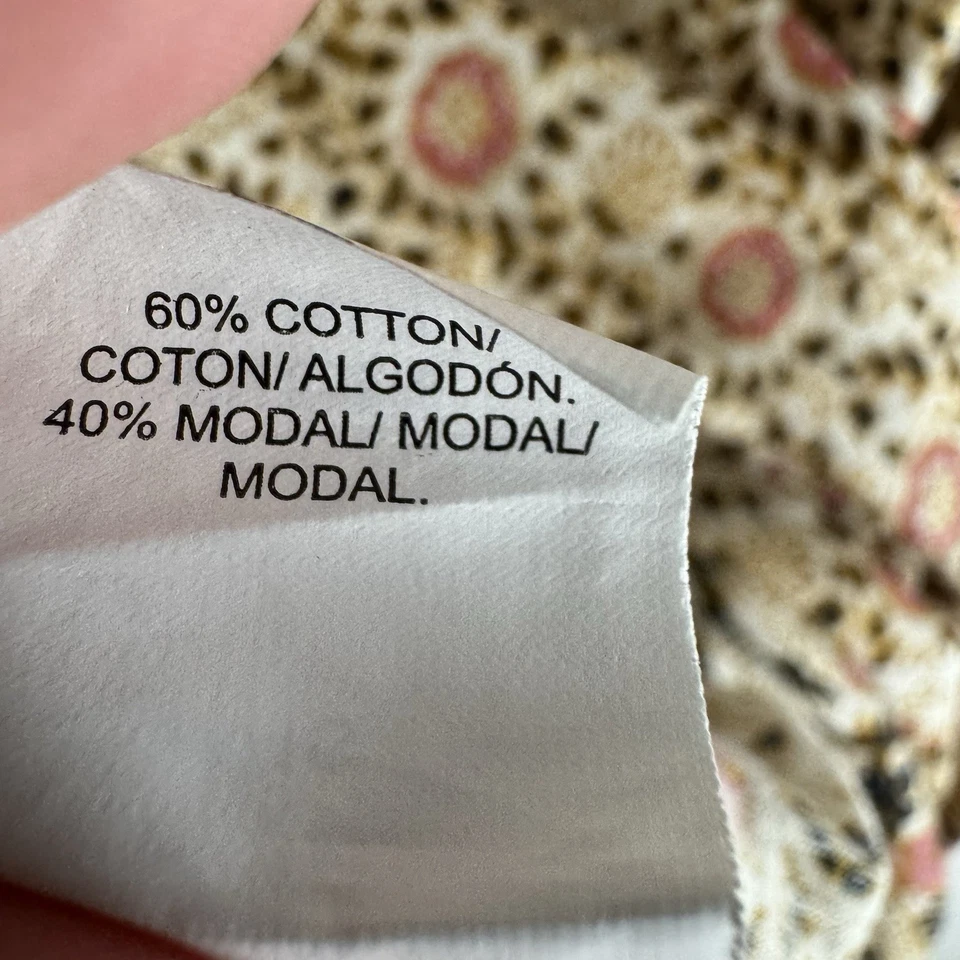 60% COTTON/
COTON/ ALGODÓN.
40% MODAL/ MODAL/
MODAL.